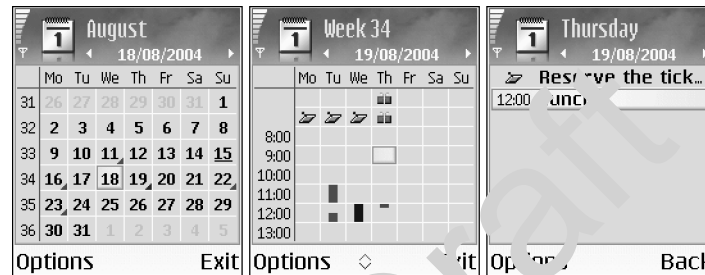 August
1
18/08/2004
Mo Tu We Th Fr Sa Su
31 26 27 28 29 30 31 1
32 2 3 4 5 6 7 8
33 9 10 11 12 13 14 15
34 16 17 18 19 20 21 22
35 23 24 25 26 27 28 29
36 30 31 1 2 3 4 5
Options Exit
Week 34
1
19/08/2004
Mo Tu We Th Fr Sa Su
8:00
9:00
10:00
11:00
12:00
13:00
Options
Thursday
1
19/08/2004
the tick...
12:00
Back
raft